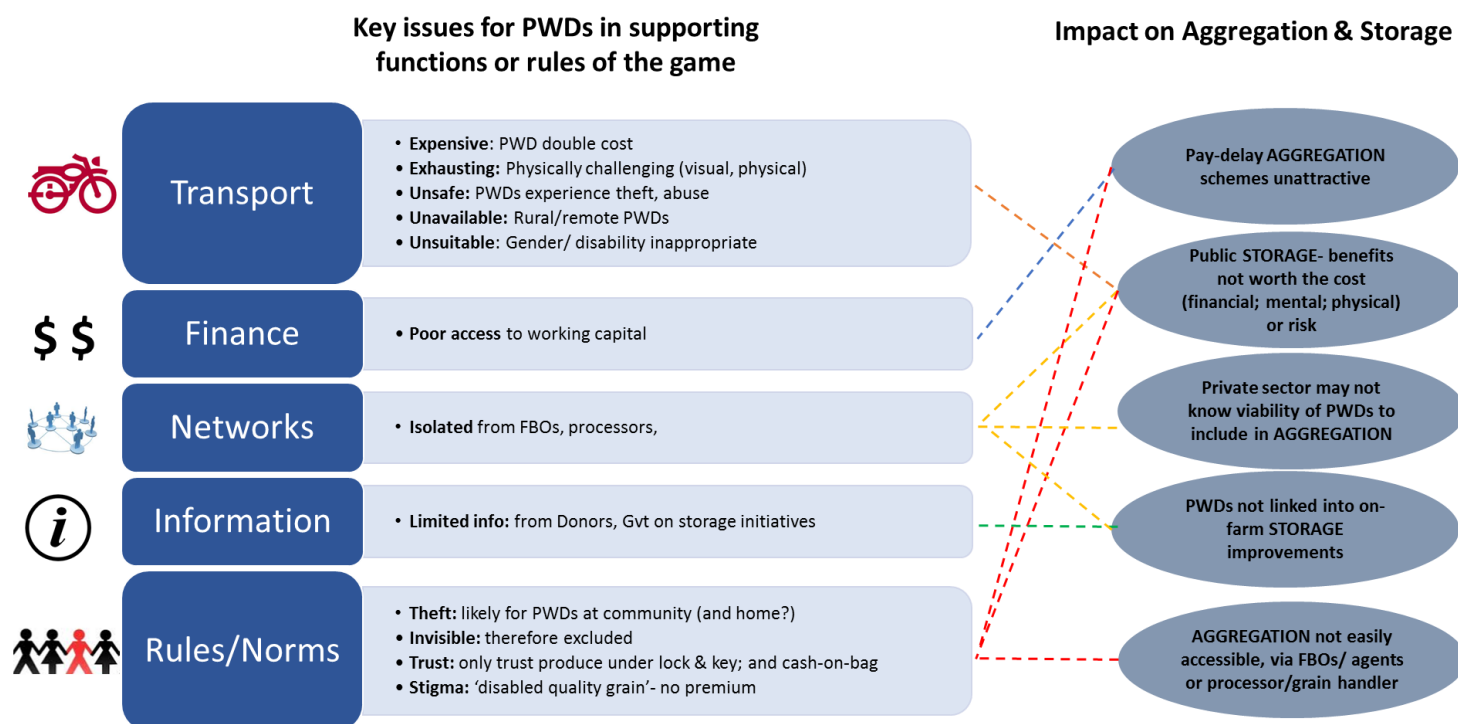 Key issues for PWDs in supporting
functions or rules of the game
Impact on Aggregation & Storage
Transport
• Expensive: PWD double cost
• Exhausting: Physically challenging (visual, physical)
• Unsafe: PWDs experience theft, abuse
• Unavailable: Rural/remote PWDs
• Unsuitable: Gender/ disability inappropriate
$ $
Finance
• Poor access to working capital
Networks
• Isolated from FBOs, processors,
i
Information
• Limited info: from Donors, Gvt on storage initiatives
Rules/Norms
• Theft: likely for PWDs at community (and home?)
• Invisible: therefore excluded
• Trust: only trust produce under lock & key; and cash-on-bag
• Stigma: ‘disabled quality grain’- no premium
Pay-delay AGGREGATION
schemes unattractive
Public STORAGE- benefits
not worth the cost
(financial; mental; physical)
or risk
Private sector may not
know viability of PWDs to
include in AGGREGATION
PWDs not linked into on-
farm STORAGE
improvements
AGGREGATION not easily
accessible, via FBOs/ agents
or processor/grain handler